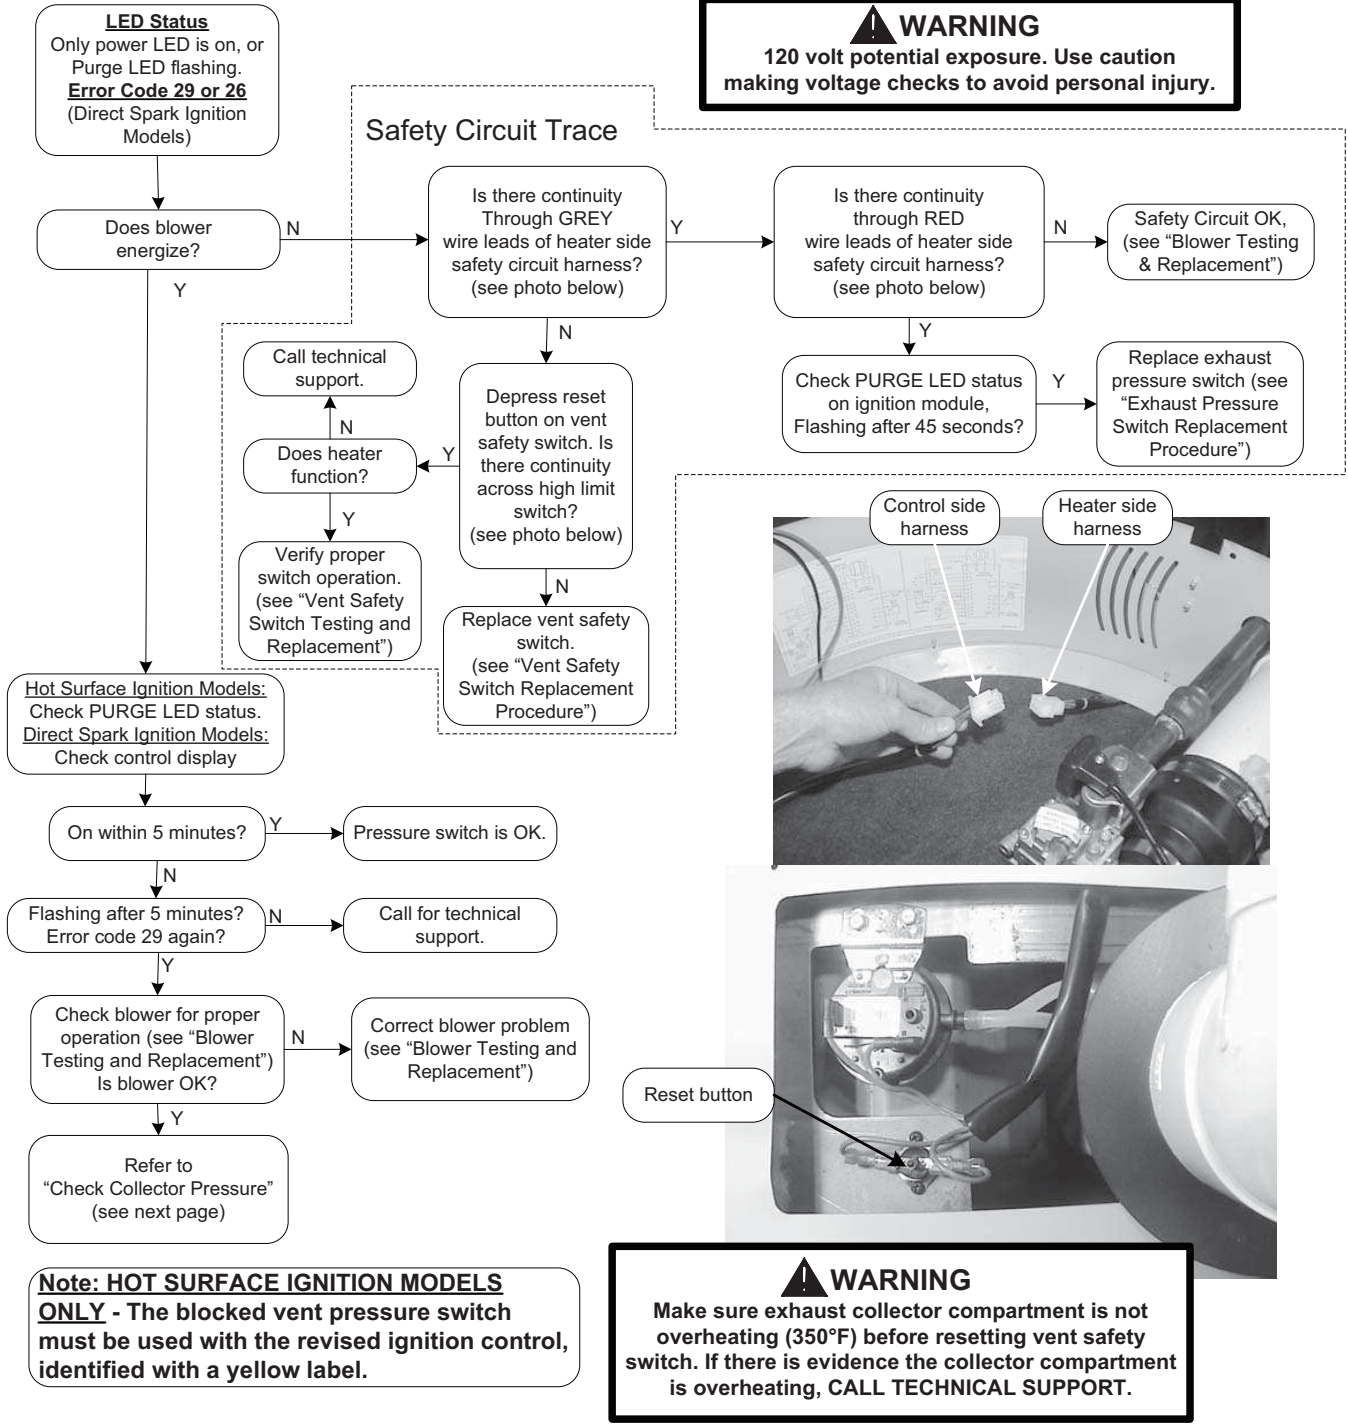 LED Status
Only power LED is on, or
Purge LED flashing.
Error Code 29 or 26
(Direct Spark Ignition
Models)
WARNING
120 volt potential exposure. Use caution
making voltage checks to avoid personal injury.
Safety Circuit Trace
Does blower
energize?
N
Y
Is there continuity
Through GREY
wire leads of heater side
safety circuit harness?
(see photo below)
Y
N
Is there continuity
through RED
wire leads of heater side
safety circuit harness?
(see photo below)
N
Y
Safety Circuit OK,
(see “Blower Testing
& Replacement”)
Call technical
support.
N
Does heater
function?
Y
Y
Depress reset
button on vent
safety switch. Is
there continuity
across high limit
switch?
(see photo below)
N
Check PURGE LED status
on ignition module,
Flashing after 45 seconds?
Y
Replace exhaust
pressure switch (see
“Exhaust Pressure
Switch Replacement
Procedure”)
Verify proper
switch operation.
(see “Vent Safety
Switch Testing and
Replacement”)
Replace vent safety
switch.
(see “Vent Safety
Switch Replacement
Procedure”)
Control side
harness
Heater side
harness
Hot Surface Ignition Models:
Check PURGE LED status.
Direct Spark Ignition Models:
Check control display
On within 5 minutes?
Y
Pressure switch is OK.
N
Flashing after 5 minutes?
Error code 29 again?
N
Call for technical
support.
Y
Check blower for proper
operation (see “Blower
Testing and Replacement”)
Is blower OK?
N
Correct blower problem
(see “Blower Testing and
Replacement”)
Y
Reset button
Refer to
“Check Collector Pressure”
(see next page)
Note: HOT SURFACE IGNITION MODELS
ONLY - The blocked vent pressure switch
must be used with the revised ignition control,
identified with a yellow label.
WARNING
Make sure exhaust collector compartment is not
overheating (350°F) before resetting vent safety
switch. If there is evidence the collector compartment
is overheating, CALL TECHNICAL SUPPORT.